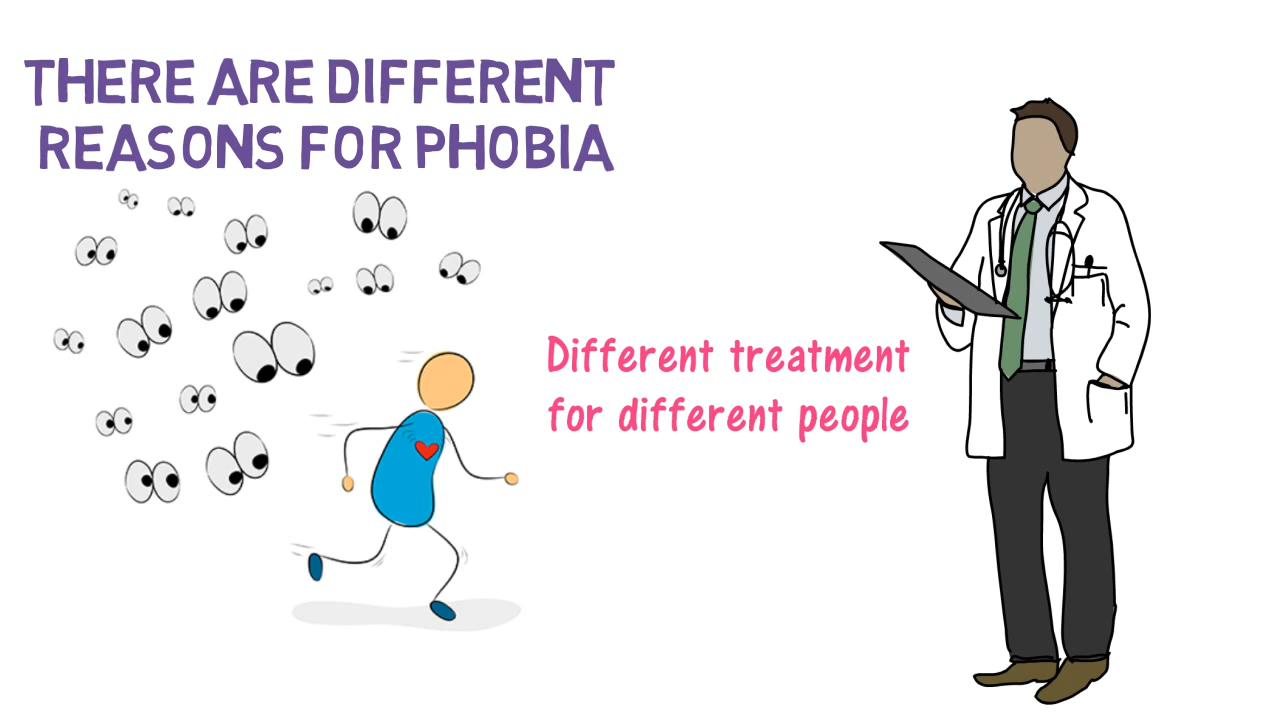 THERE ARE DIFFERENT
REASONS FOR PHOBIA
Different treatment
for different people